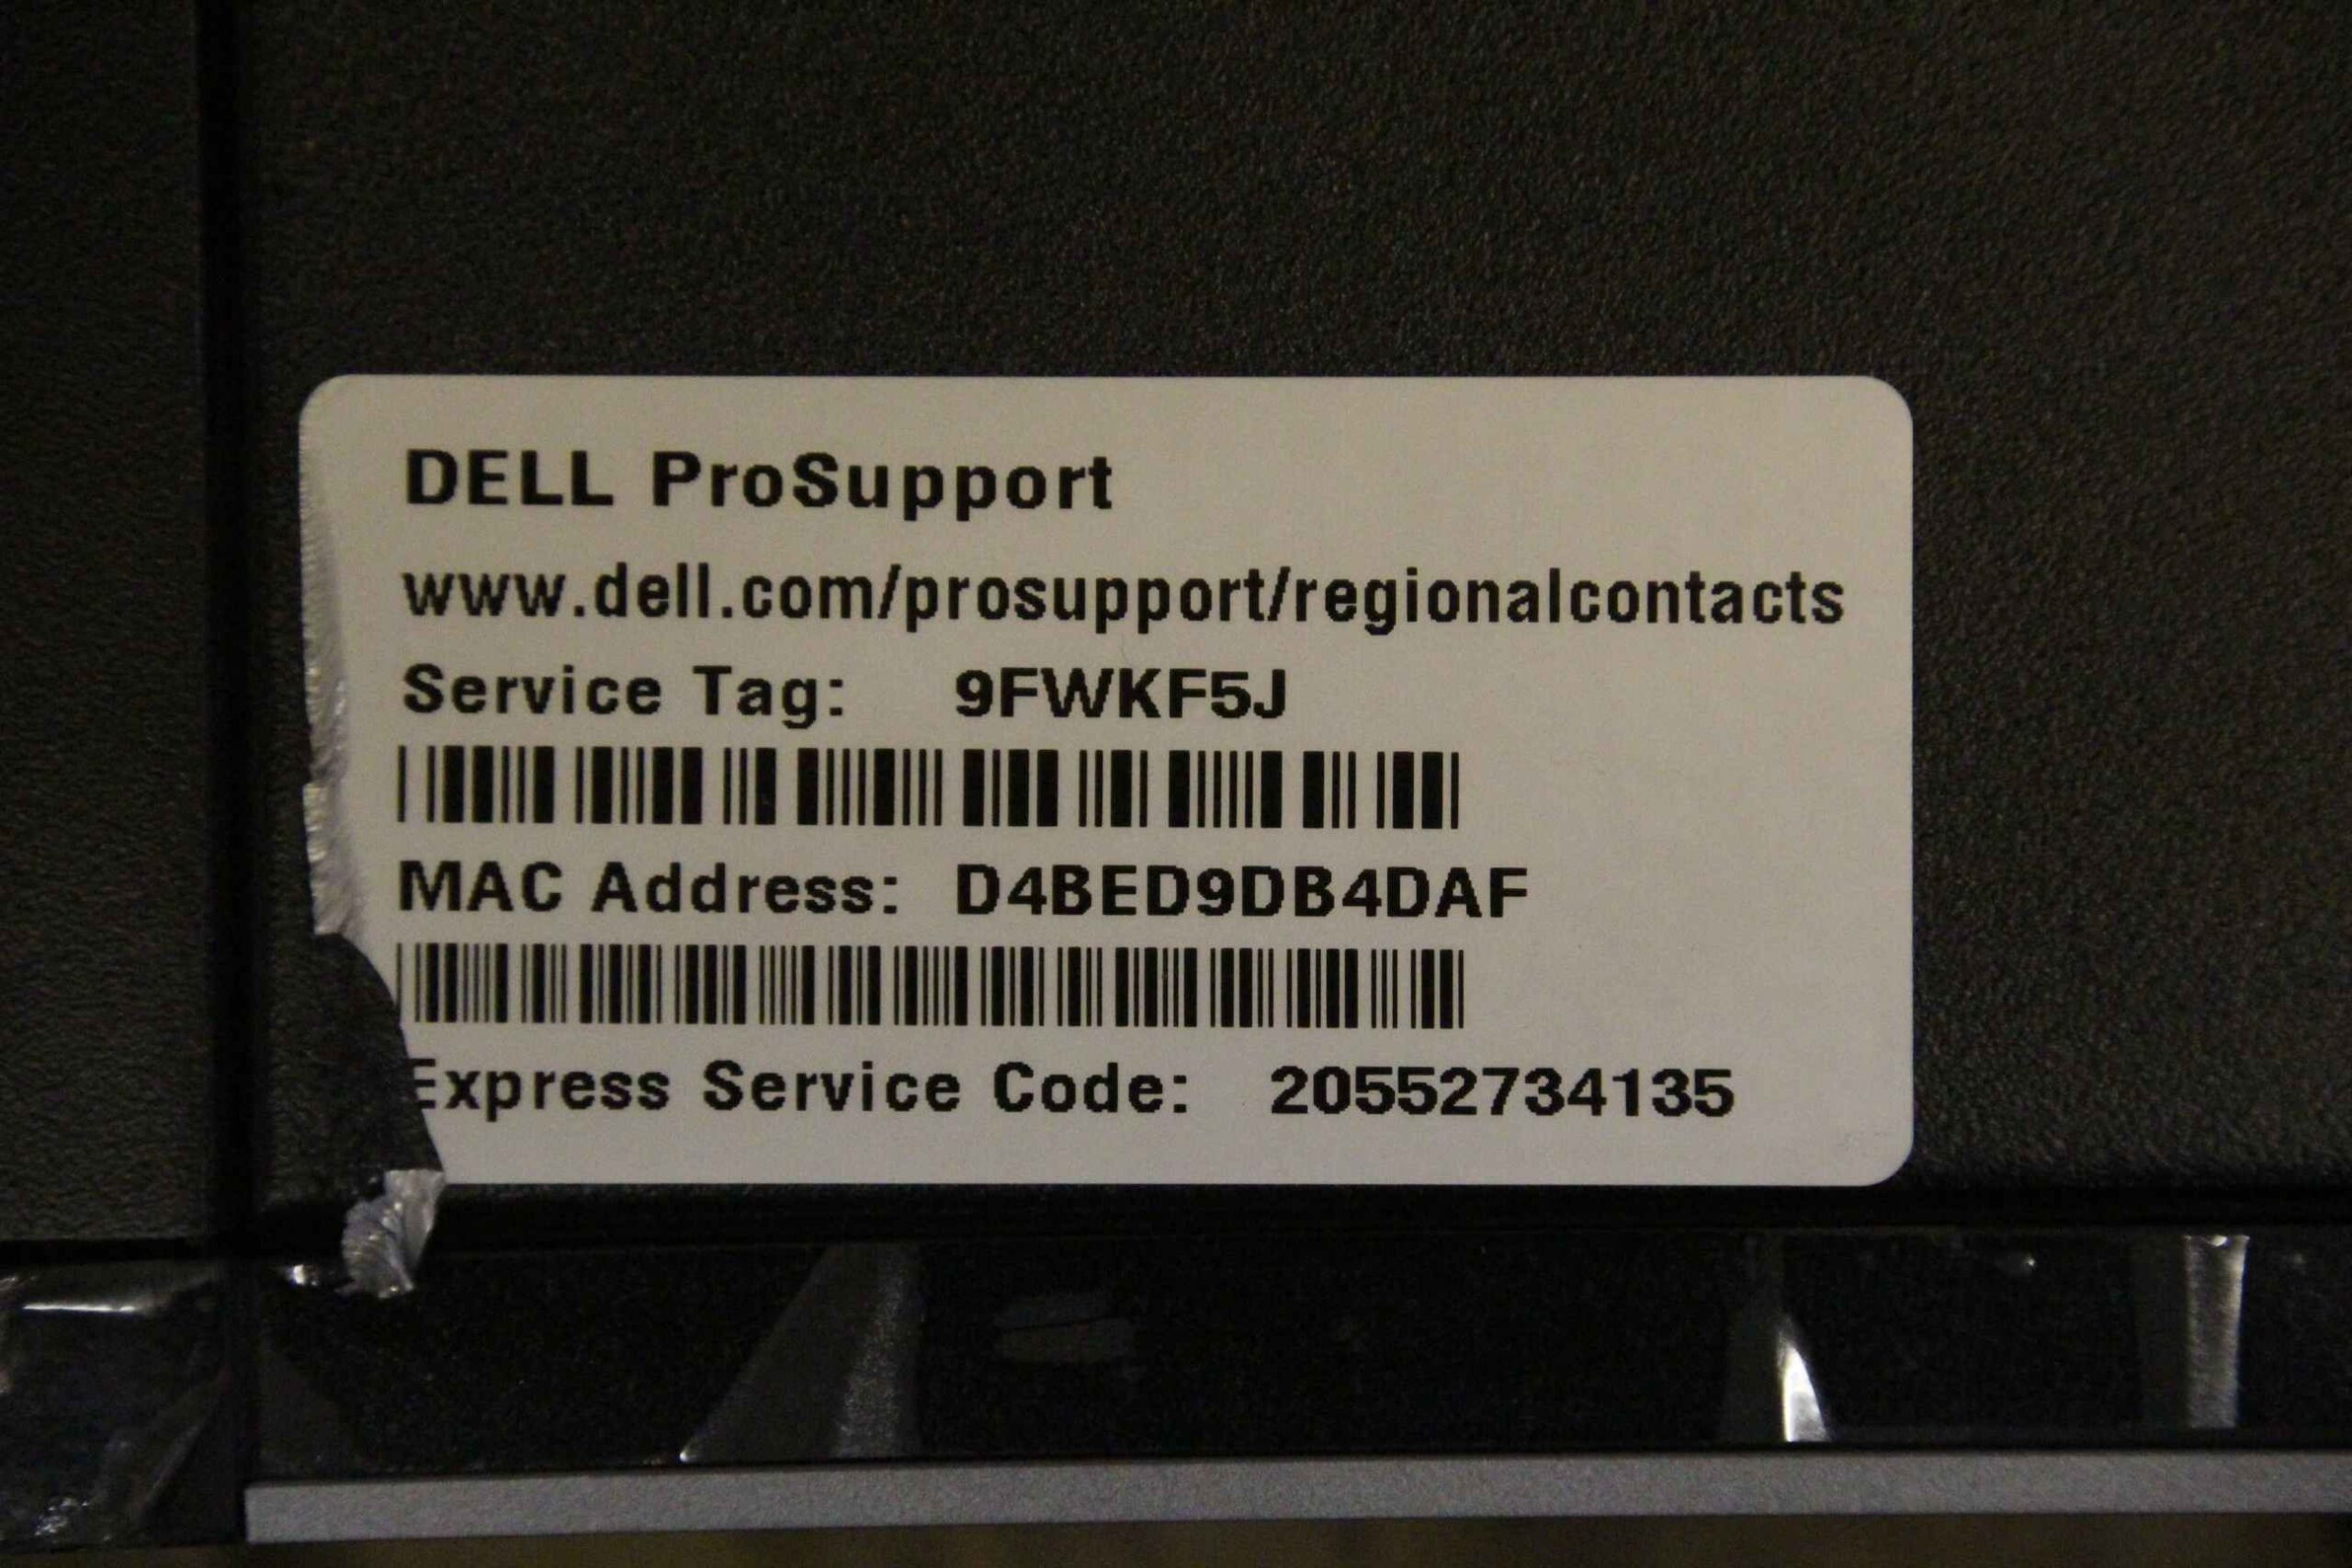 DELL ProSupport
www.dell.com/prosupport/regionalcontacts
Service Tag: 9FWKF5J
MAC Address: D4BED9DB4DAF
Express Service Code: 20552734135